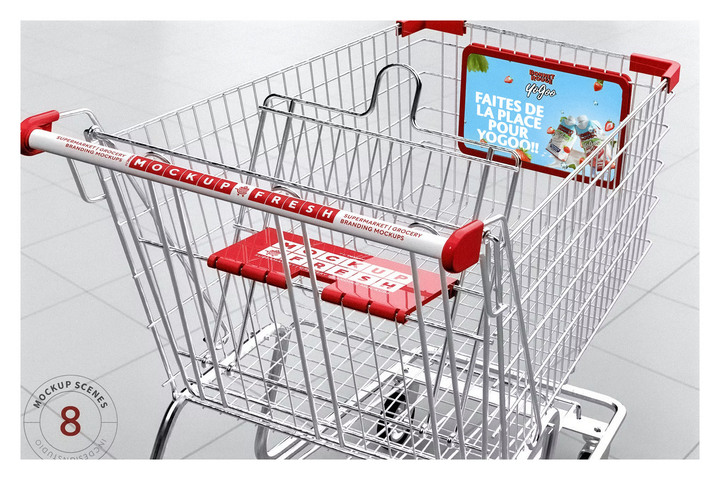 YoGoo
FAITES DE
LA PLACE
POUR
YOGOO!!
SUPERMARKET | GROCERY
BRANDING MOCKUPS
MOCKUP FRESH
SUPERMARKET | GROCERY
BRANDING MOCKUPS
MOCKUP
FRESH
MOCKUP SCENES
8